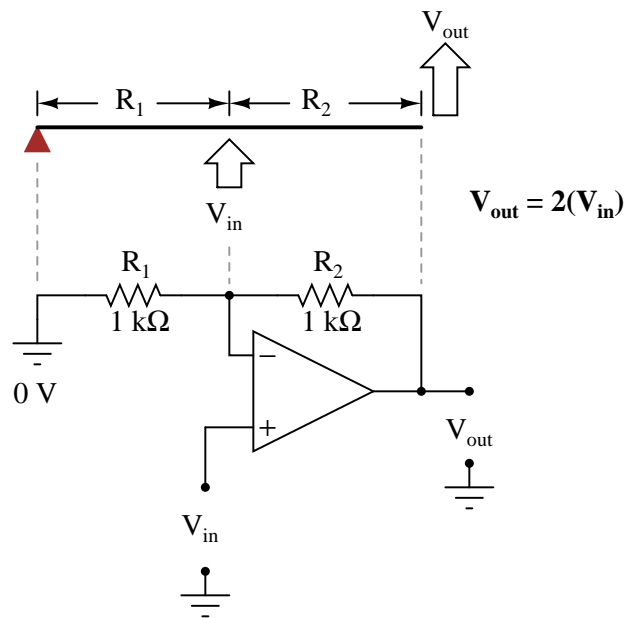 V_out
R_1 R_2
V_in
V_out = 2(V_in)
R_1 R_2
1 kΩ 1 kΩ
−
0 V
+
V_out
V_in